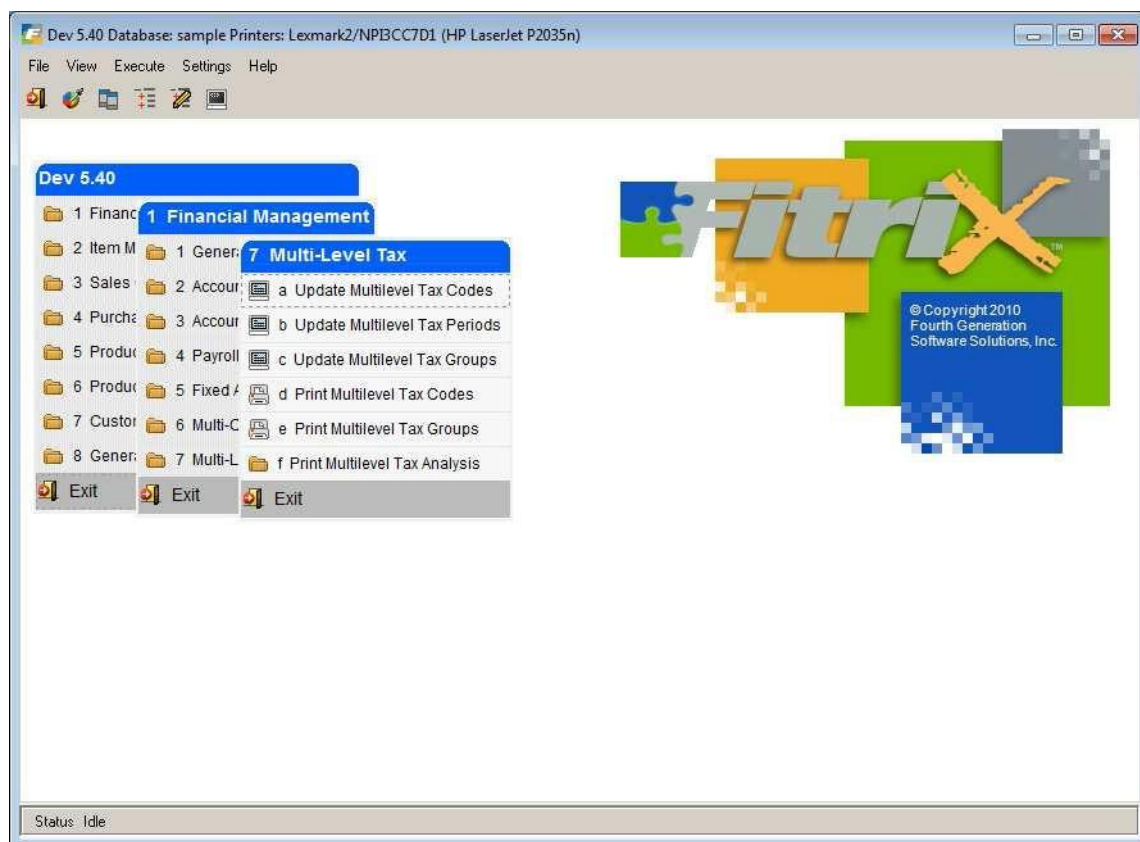 Dev 5.40 Database: sample Printers: Lexmark2/NPI3CC7D1 (HP LaserJet P2035n)
File View Execute Settings Help
Dev 5.40
1 Financ
2 Item M
3 Sales
4 Purcha
5 Produc
6 Produc
7 Custom
8 Genera
Exit
1 Financial Management
1 Genera
2 Accoun
3 Accoun
4 Payroll
5 Fixed A
6 Multi-C
7 Multi-L
Exit
7 Multi-Level Tax
a Update Multilevel Tax Codes
b Update Multilevel Tax Periods
c Update Multilevel Tax Groups
d Print Multilevel Tax Codes
e Print Multilevel Tax Groups
f Print Multilevel Tax Analysis
Exit
FitriX TM
©Copyright 2010
Fourth Generation
Software Solutions, Inc.
Status Idle